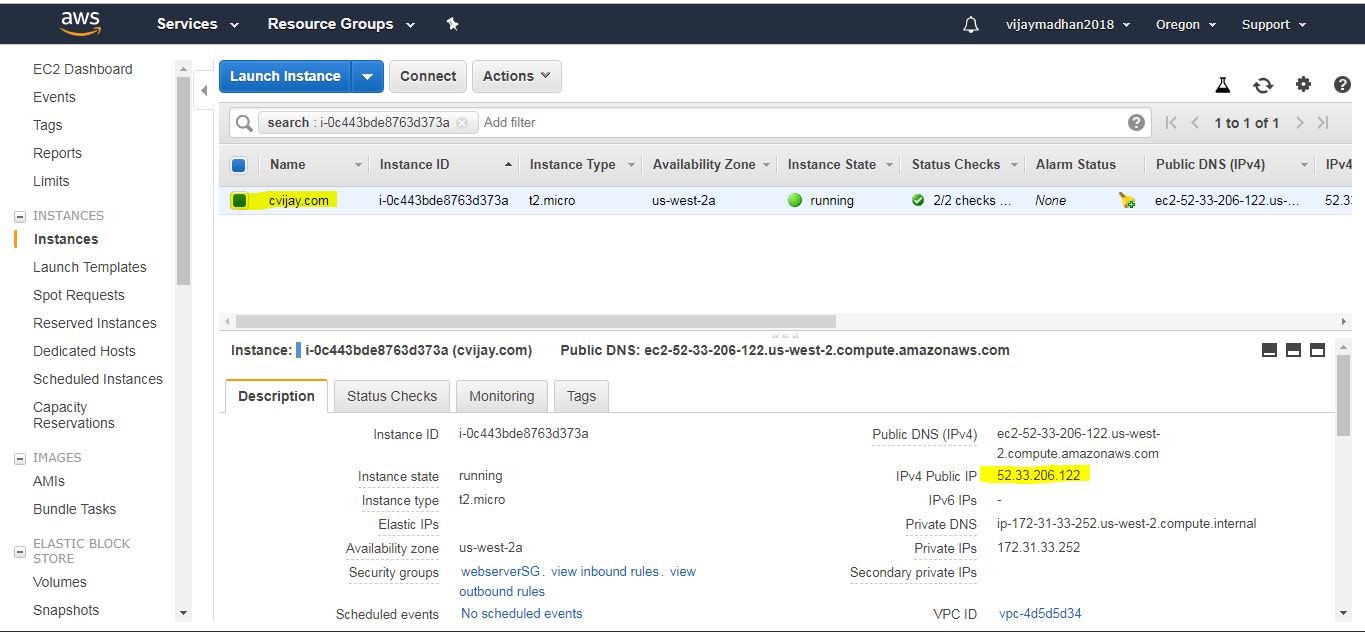 aws Services Resource Groups vijaymadhan2018 Oregon Support
EC2 Dashboard
Events
Tags
Reports
Limits
INSTANCES
Instances
Launch Templates
Spot Requests
Reserved Instances
Dedicated Hosts
Scheduled Instances
Capacity
Reservations
IMAGES
AMIs
Bundle Tasks
ELASTIC BLOCK
STORE
Volumes
Snapshots
Launch Instance Connect Actions
search : i-0c443bde8763d373a Add filter 1 to 1 of 1
Name Instance ID Instance Type Availability Zone Instance State Status Checks Alarm Status Public DNS (IPv4) IPv4
cvijay.com i-0c443bde8763d373a t2.micro us-west-2a running 2/2 checks ... None ec2-52-33-206-122.us-... 52.3
Instance: i-0c443bde8763d373a (cvijay.com) Public DNS: ec2-52-33-206-122.us-west-2.compute.amazonaws.com
Description Status Checks Monitoring Tags
Instance ID i-0c443bde8763d373a
Instance state running
Instance type t2.micro
Elastic IPs
Availability zone us-west-2a
Security groups webserverSG. view inbound rules. view
outbound rules
Scheduled events No scheduled events
Public DNS (IPv4) ec2-52-33-206-122.us-west-
2.compute.amazonaws.com
IPv4 Public IP 52.33.206.122
IPv6 IPs -
Private DNS ip-172-31-33-252.us-west-2.compute.internal
Private IPs 172.31.33.252
Secondary private IPs
VPC ID vpc-4d5d5d34